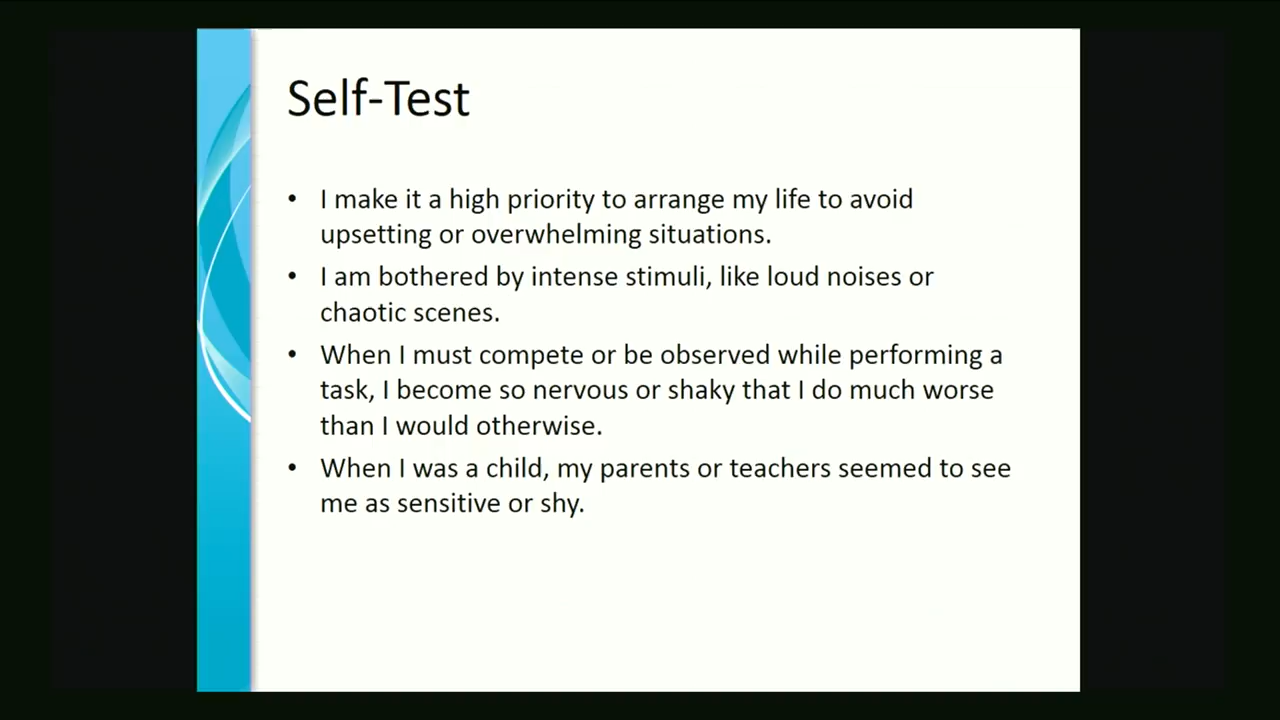 Self-Test
• I make it a high priority to arrange my life to avoid
upsetting or overwhelming situations.
• I am bothered by intense stimuli, like loud noises or
chaotic scenes.
• When I must compete or be observed while performing a
task, I become so nervous or shaky that I do much worse
than I would otherwise.
• When I was a child, my parents or teachers seemed to see
me as sensitive or shy.